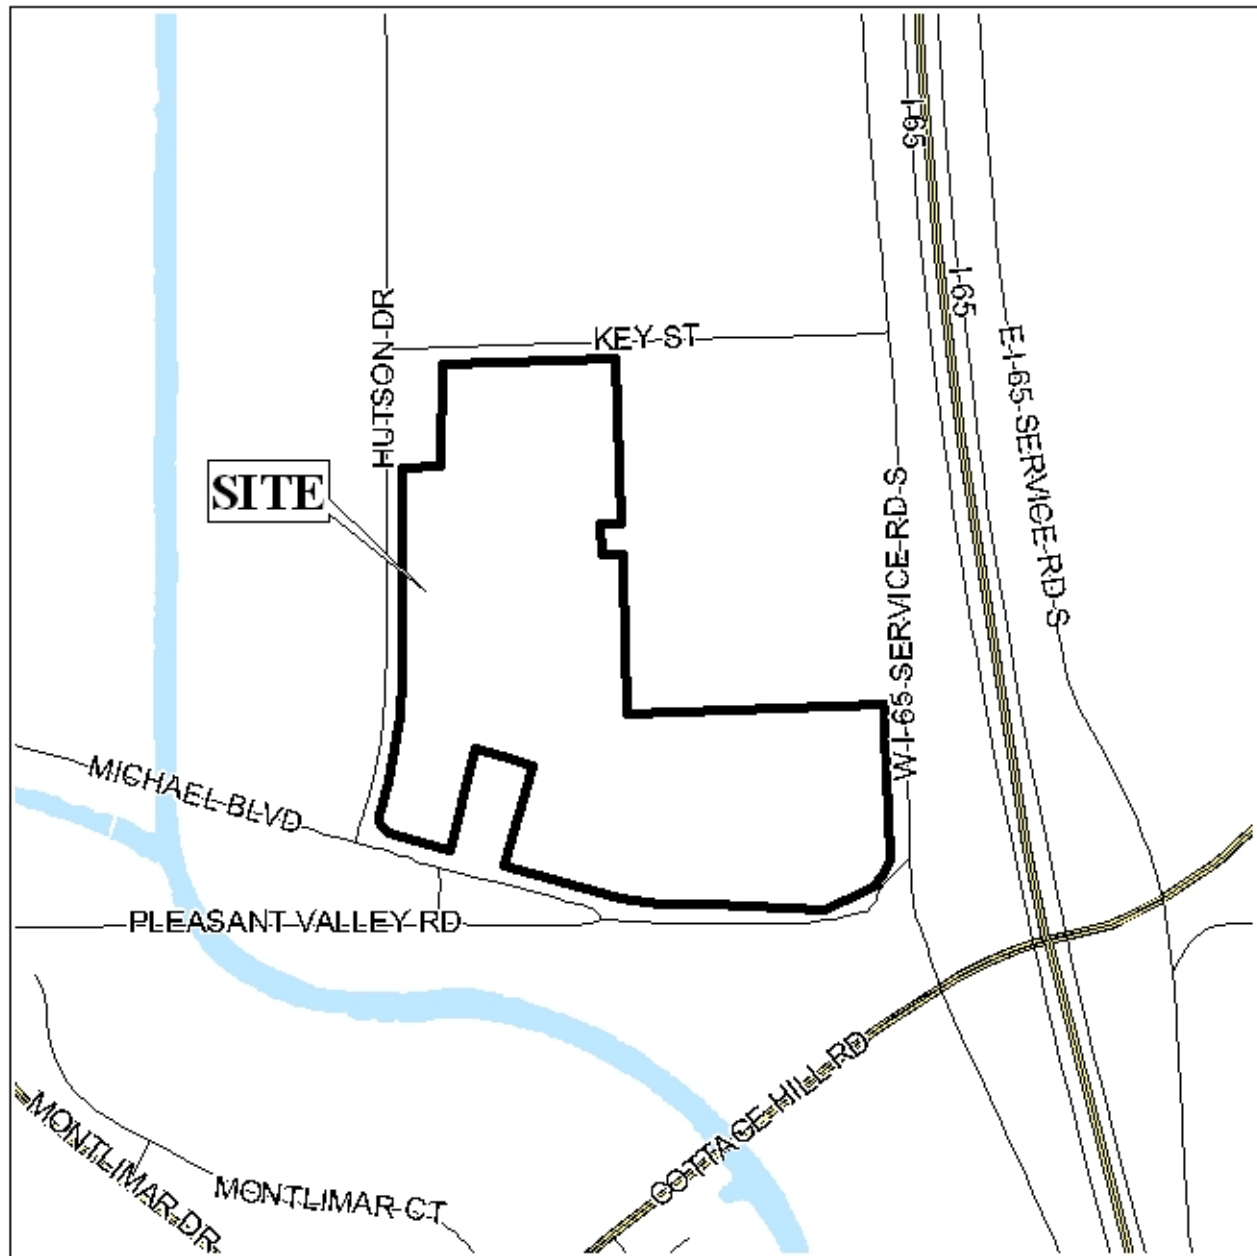 I-65
I-65
HUTSON DR
KEY ST
E-I-65-SERVICE-RD-S
SITE
W-I-65-SERVICE-RD-S
MICHAEL BLVD
PLEASANT VALLEY RD
COTTAGE HILL RD
MONTLIMAR DR
MONTLIMAR CT